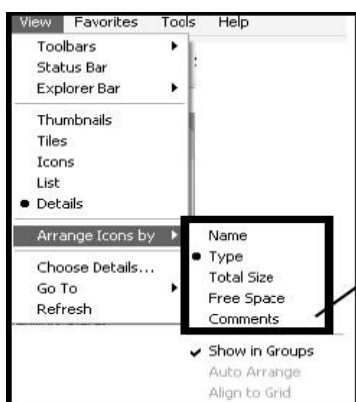 View Favorites Tools Help
Toolbars
Status Bar
Explorer Bar
Thumbnails
Tiles
Icons
List
Details
Arrange Icons by
Choose Details...
Go To
Refresh
Name
Type
Total Size
Free Space
Comments
Show in Groups
Auto Arrange
Align to Grid